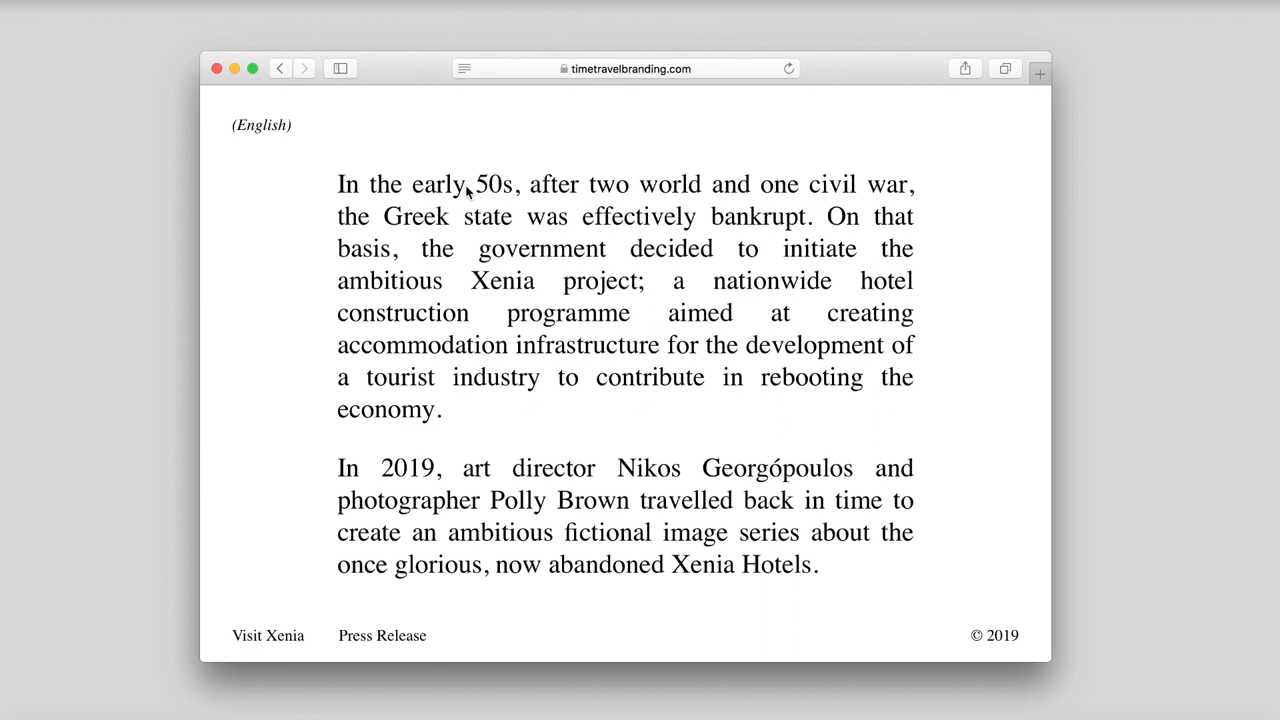 timetravelbranding.com
(English)
In the early 50s, after two world and one civil war,
the Greek state was effectively bankrupt. On that
basis, the government decided to initiate the
ambitious Xenia project; a nationwide hotel
construction programme aimed at creating
accommodation infrastructure for the development of
a tourist industry to contribute in rebooting the
economy.
In 2019, art director Nikos Georgópoulos and
photographer Polly Brown travelled back in time to
create an ambitious fictional image series about the
once glorious, now abandoned Xenia Hotels.
Visit Xenia Press Release © 2019